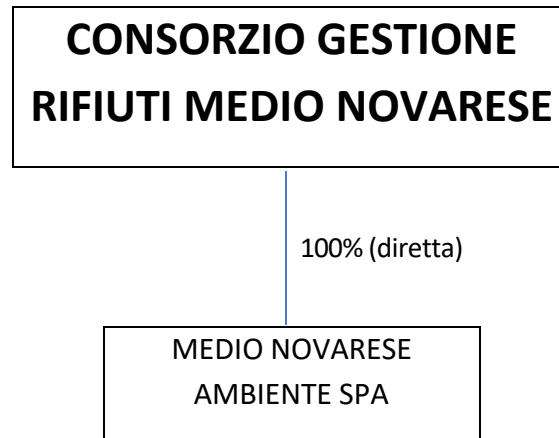 CONSORZIO GESTIONE
RIFIUTI MEDIO NOVARESE
100% (diretta)
MEDIO NOVARESE
AMBIENTE SPA